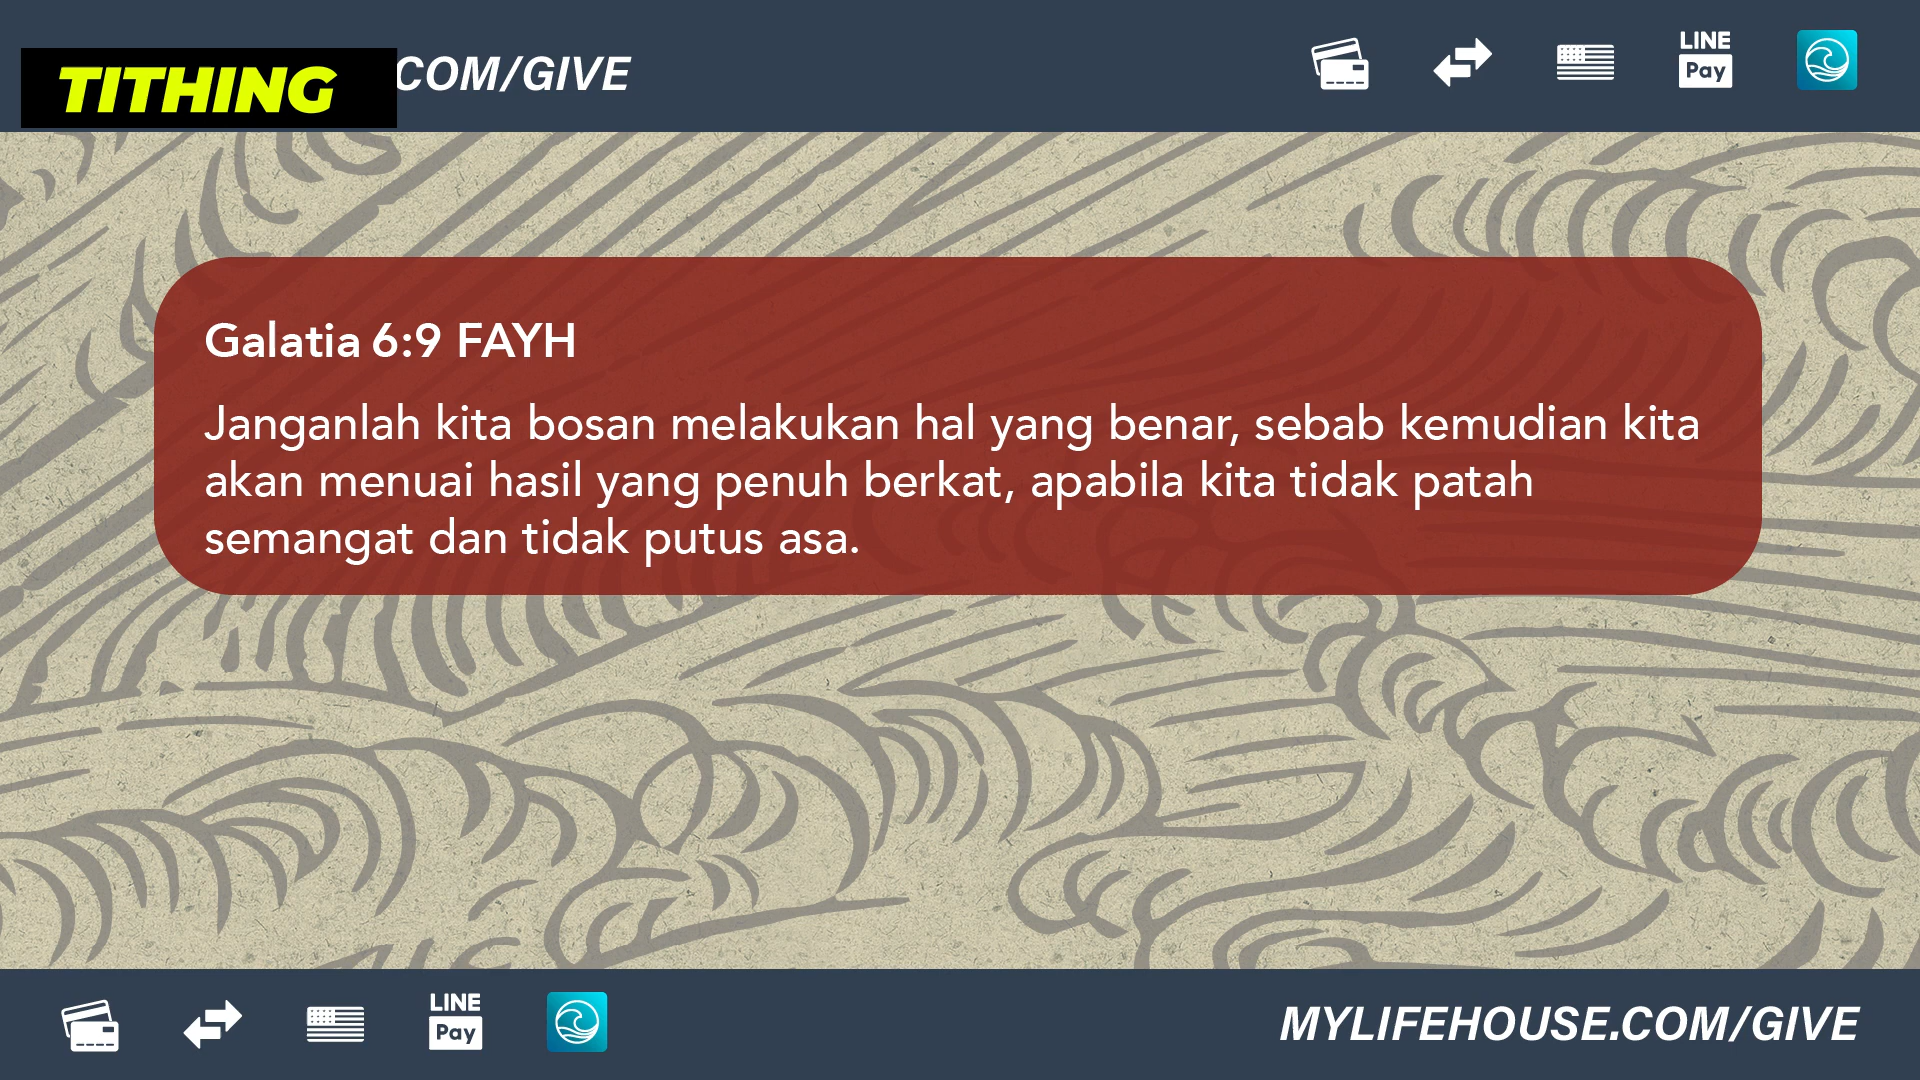 TITHING
COM/GIVE
LINE
Pay
Galatia 6:9 FAYH
Janganlah kita bosan melakukan hal yang benar, sebab kemudian kita
akan menuai hasil yang penuh berkat, apabila kita tidak patah
semangat dan tidak putus asa.
LINE
Pay
MYLIFEHOUSE.COM/GIVE